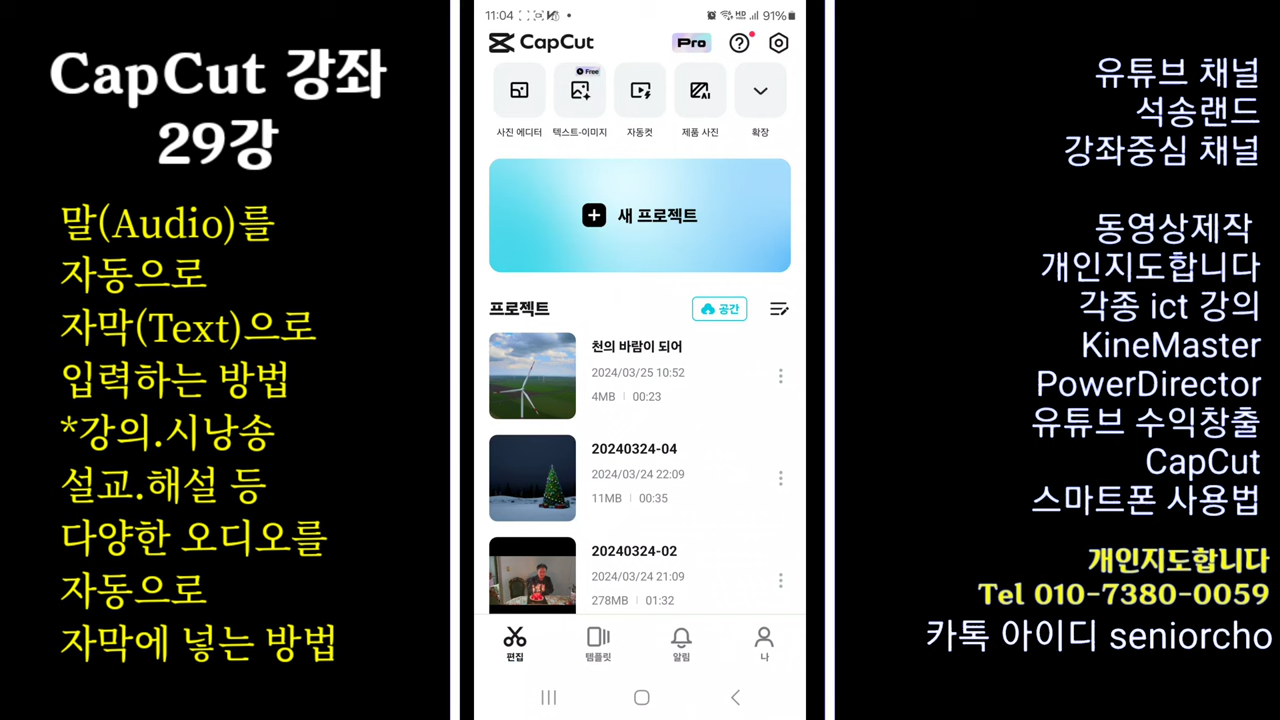 CapCut 강좌
29강
말(Audio)를
자동으로
자막(Text)으로
입력하는 방법
*강의.시낭송
설교.해설 등
다양한 오디오를
자동으로
자막에 넣는 방법
11:04
91%
CapCut
Pro
Free
사진 에디터
텍스트-이미지
자동컷
제품 사진
확장
새 프로젝트
프로젝트
공간
천의 바람이 되어
2024/03/25 10:52
4MB | 00:23
20240324-04
2024/03/24 22:09
11MB | 00:35
20240324-02
2024/03/24 21:09
278MB | 01:32
편집
템플릿
알림
나
유튜브 채널
석송랜드
강좌중심 채널
동영상제작
개인지도합니다
각종 ict 강의
KineMaster
PowerDirector
유튜브 수익창출
CapCut
스마트폰 사용법
개인지도합니다
Tel 010-7380-0059
카톡 아이디 seniorcho